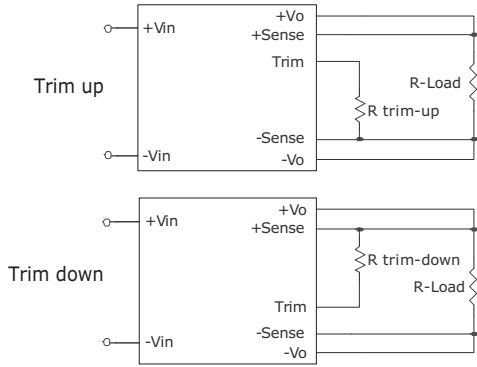 +Vo
+Vin
+Sense
Trim
Trim up
R-Load
R trim-up
-Sense
-Vin
-Vo
+Vo
+Vin
+Sense
R trim-down
Trim down
R-Load
Trim
-Sense
-Vin
-Vo